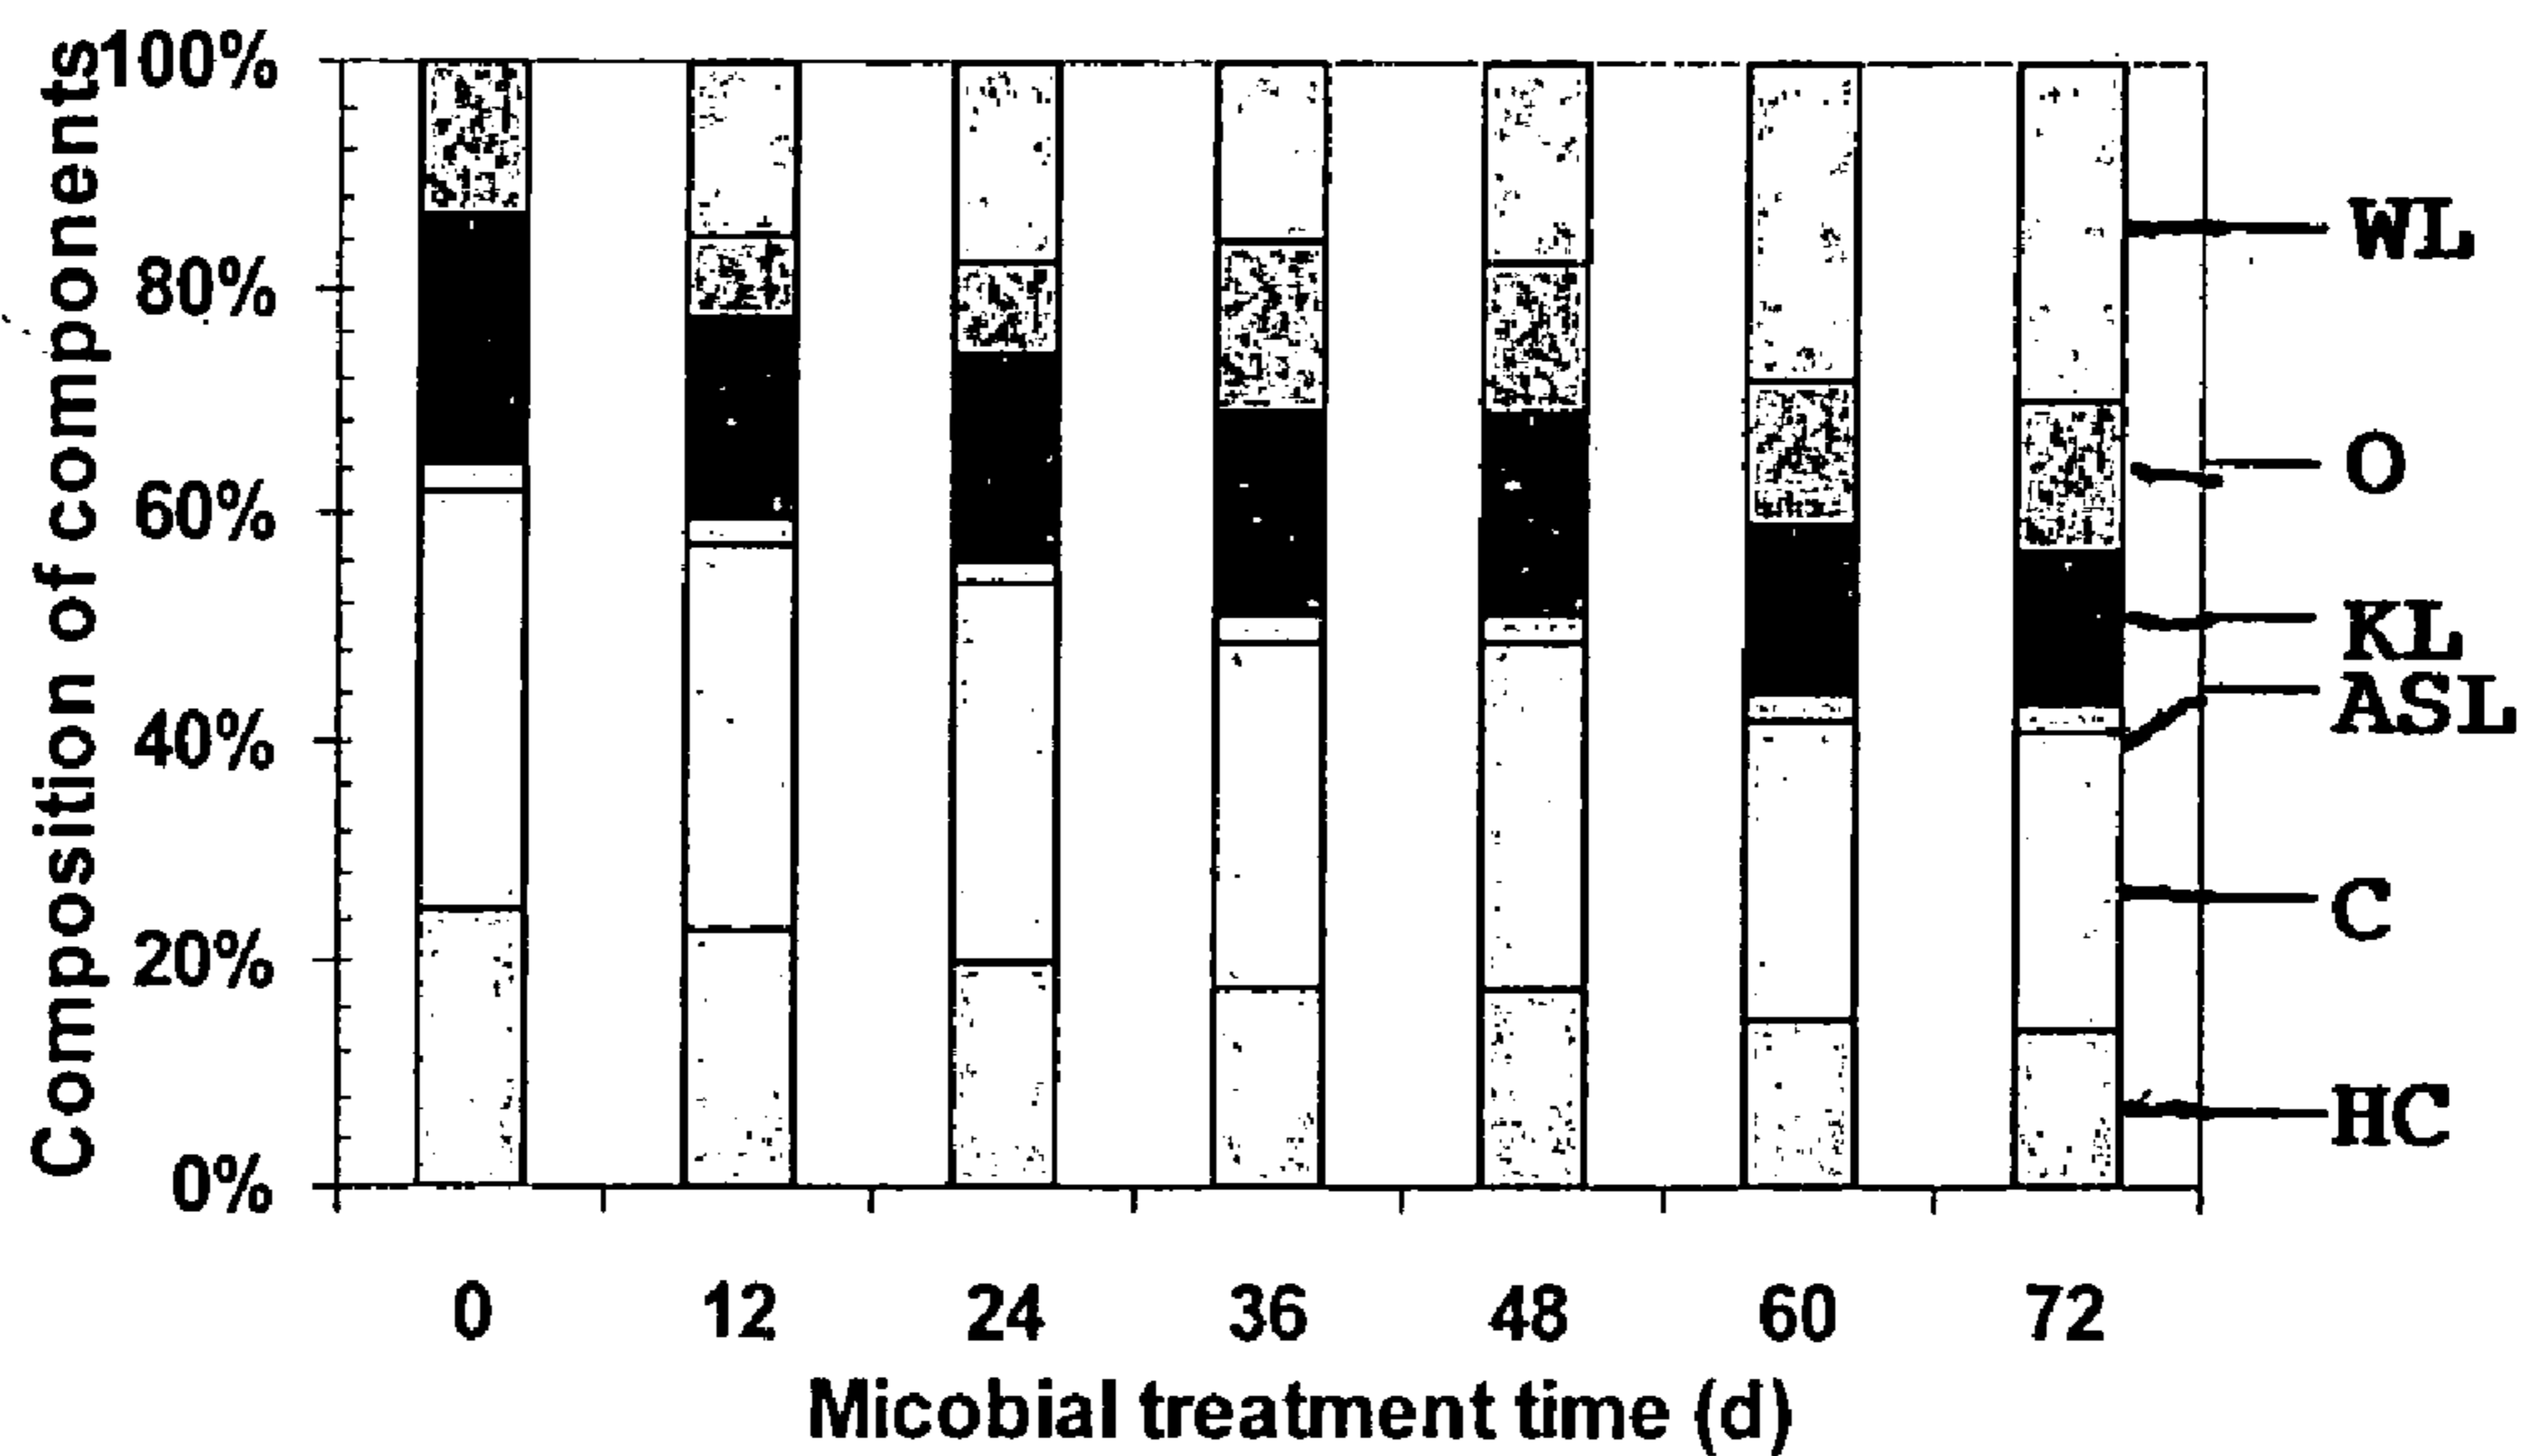 Composition of components
100%
80%
60%
40%
20%
0%
WL
O
KL
ASL
C
HC
0 12 24 36 48 60 72
Micobial treatment time (d)